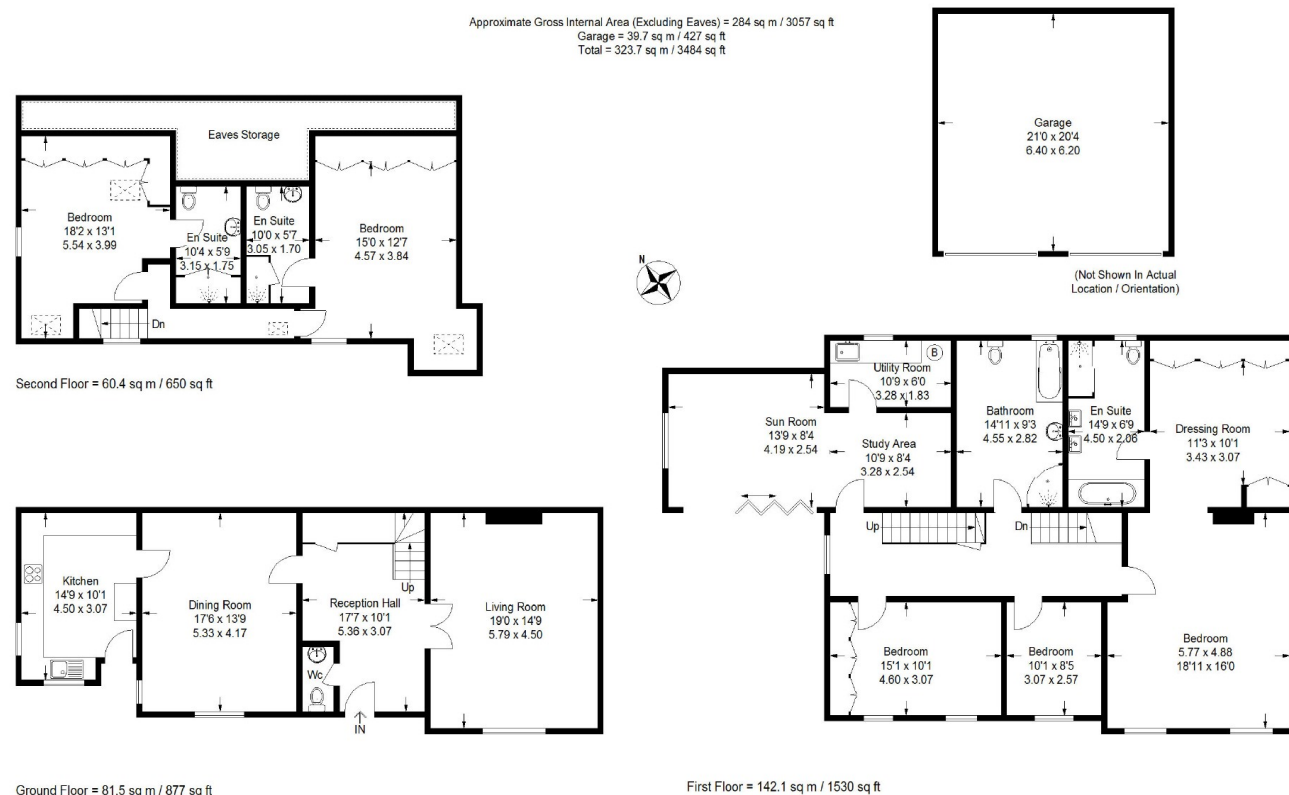 Approximate Gross Internal Area (Excluding Eaves) = 284 sq m / 3057 sq ft
Garage = 39.7 sq m / 427 sq ft
Total = 323.7 sq m / 3484 sq ft
Eaves Storage
Bedroom
18'2 x 13'1
5.54 x 3.99
En Suite
10'4 x 5'9
3.15 x 1.75
En Suite
10'0 x 5'7
3.05 x 1.70
Bedroom
15'0 x 12'7
4.57 x 3.84
Dn
Second Floor = 60.4 sq m / 650 sq ft
Garage
21'0 x 20'4
6.40 x 6.20
(Not Shown In Actual
Location / Orientation)
N
Utility Room
10'9 x 6'0
3.28 x 1.83
B
Sun Room
13'9 x 8'4
4.19 x 2.54
Study Area
10'9 x 8'4
3.28 x 2.54
Bathroom
14'11 x 9'3
4.55 x 2.82
En Suite
14'9 x 6'9
4.50 x 2.06
Dressing Room
11'3 x 10'1
3.43 x 3.07
Up
Dn
Bedroom
15'1 x 10'1
4.60 x 3.07
Bedroom
10'1 x 8'5
3.07 x 2.57
Bedroom
5.77 x 4.88
18'11 x 16'0
First Floor = 142.1 sq m / 1530 sq ft
Kitchen
14'9 x 10'1
4.50 x 3.07
Dining Room
17'6 x 13'9
5.33 x 4.17
Up
Reception Hall
17'7 x 10'1
5.36 x 3.07
Living Room
19'0 x 14'9
5.79 x 4.50
Wc
IN
Ground Floor = 81.5 sq m / 877 sq ft